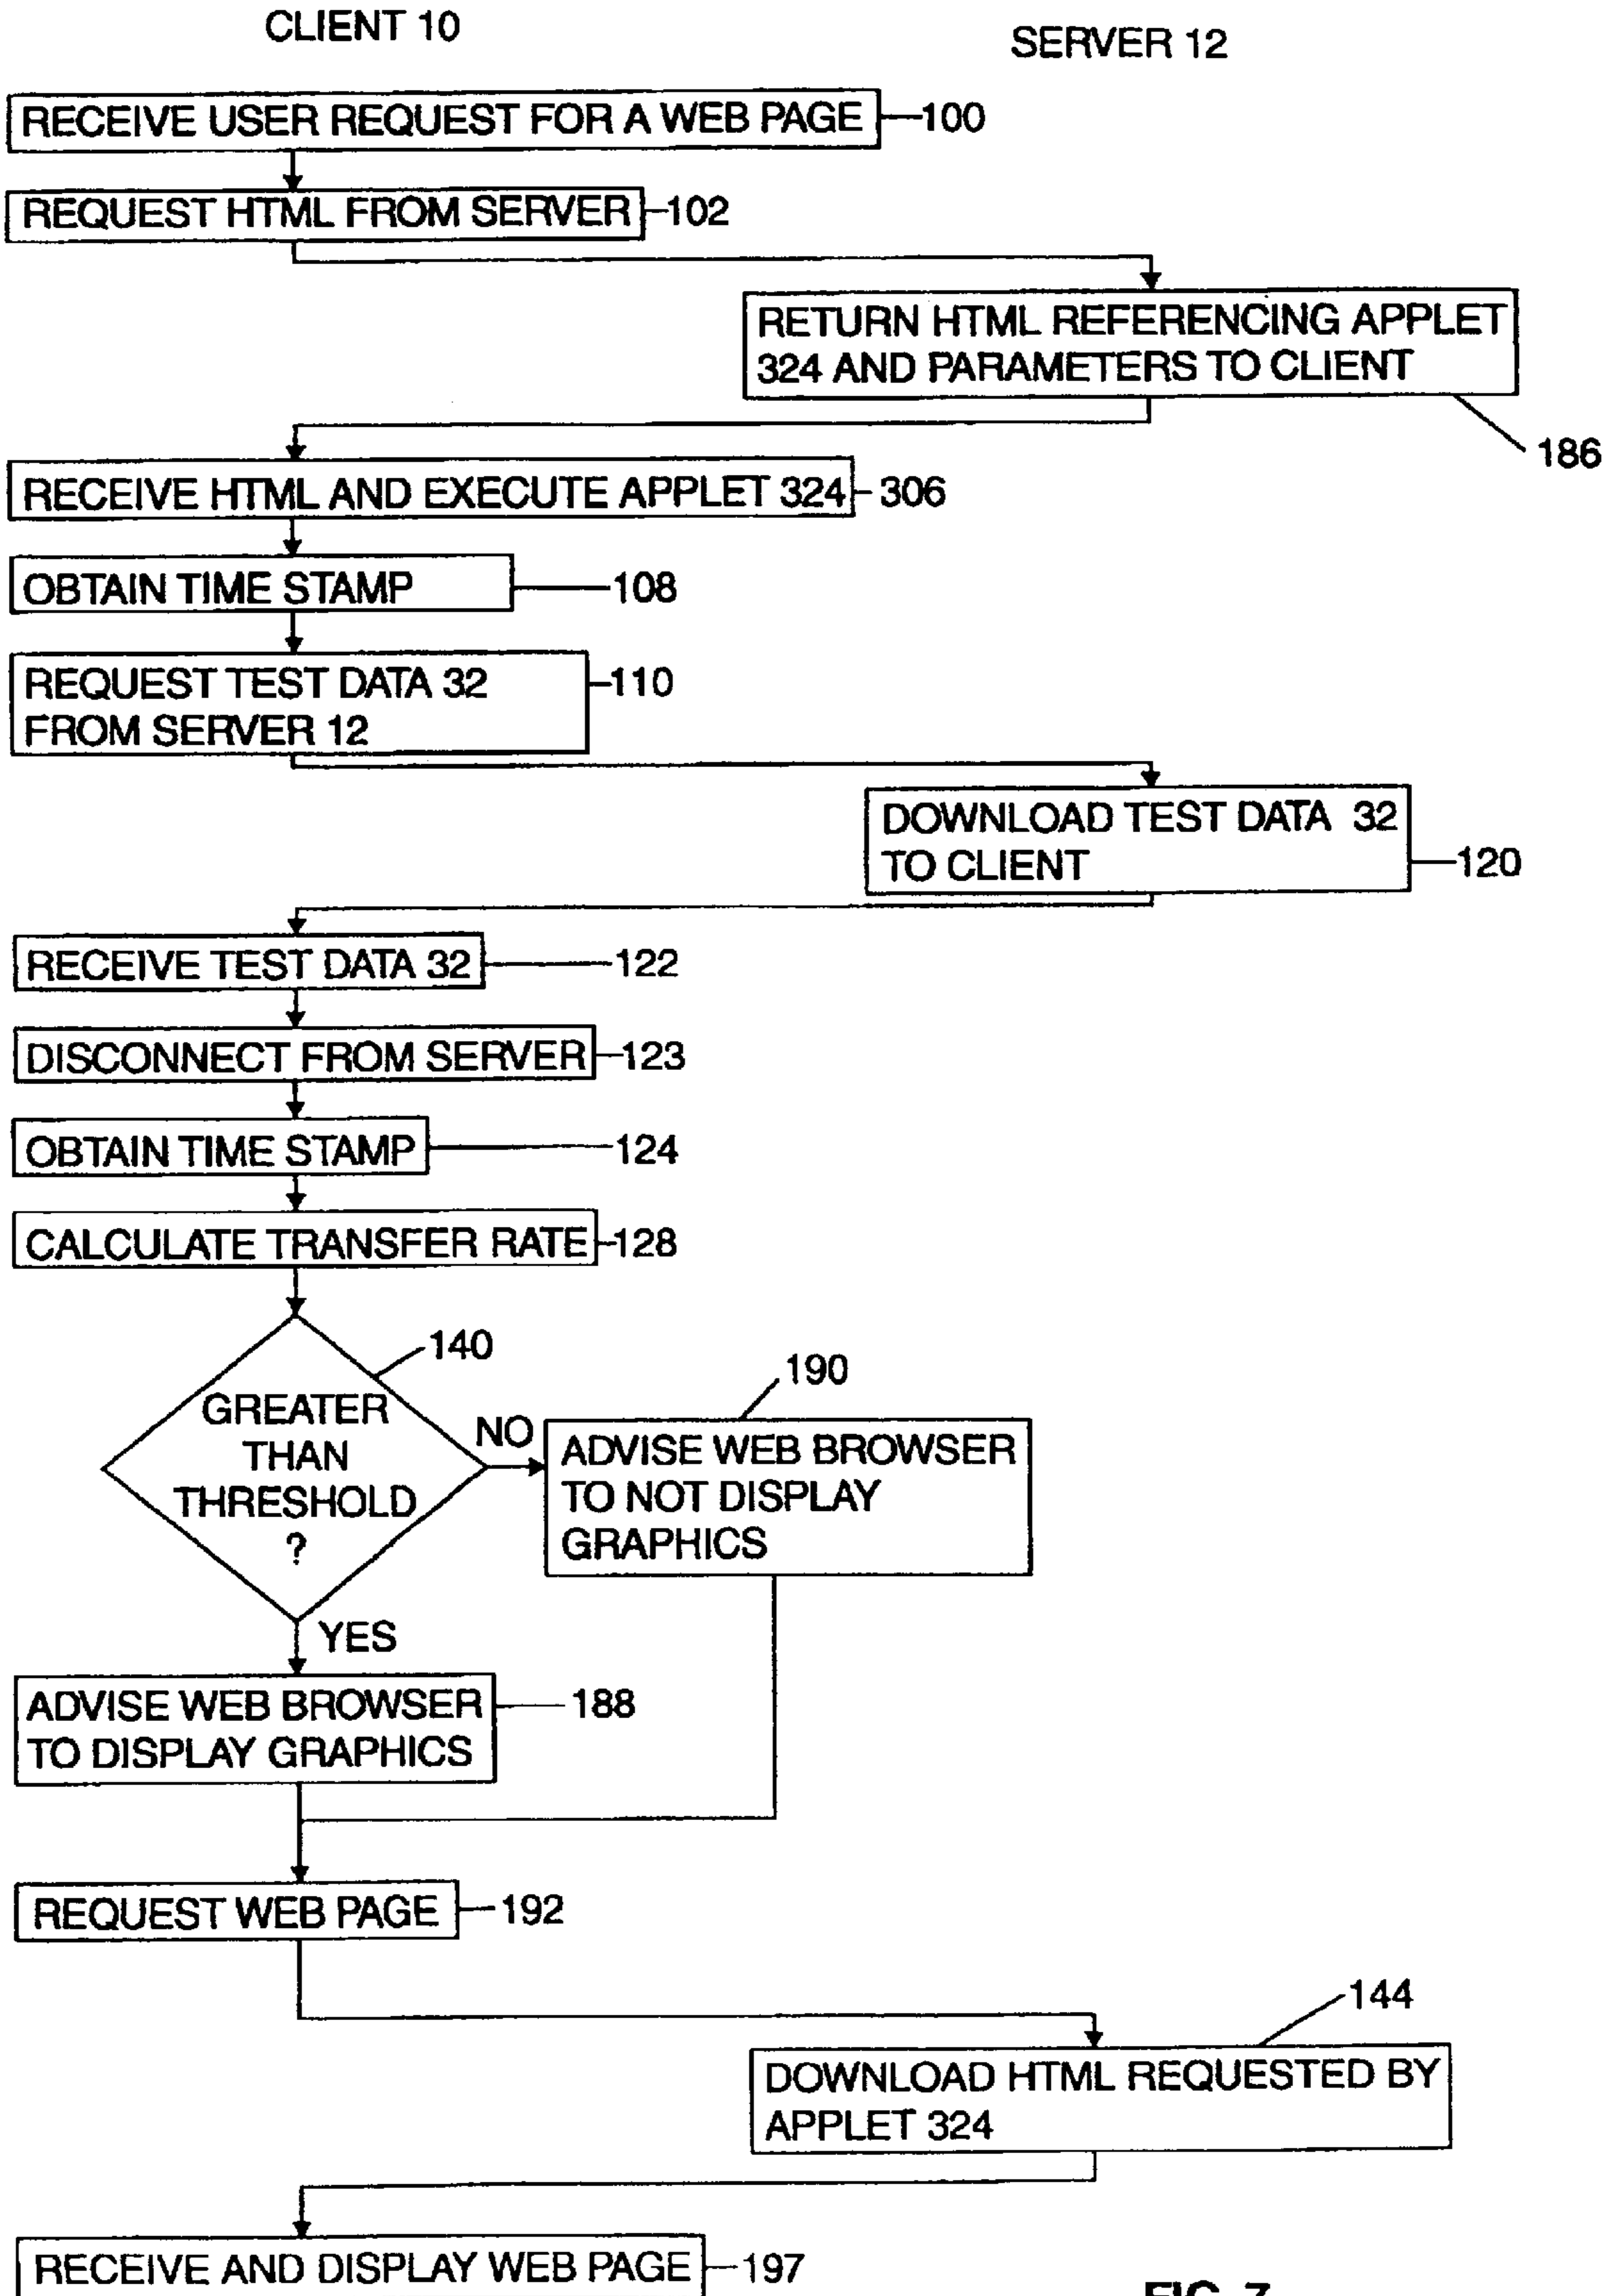 CLIENT 10
SERVER 12
RECEIVE USER REQUEST FOR A WEB PAGE
100
REQUEST HTML FROM SERVER
102
RETURN HTML REFERENCING APPLET
324 AND PARAMETERS TO CLIENT
186
RECEIVE HTML AND EXECUTE APPLET 324
306
OBTAIN TIME STAMP
108
REQUEST TEST DATA 32
FROM SERVER 12
110
DOWNLOAD TEST DATA 32
TO CLIENT
120
RECEIVE TEST DATA 32
122
DISCONNECT FROM SERVER
123
OBTAIN TIME STAMP
124
CALCULATE TRANSFER RATE
128
140
GREATER
THAN
THRESHOLD
?
NO
190
ADVISE WEB BROWSER
TO NOT DISPLAY
GRAPHICS
YES
ADVISE WEB BROWSER
TO DISPLAY GRAPHICS
188
REQUEST WEB PAGE
192
144
DOWNLOAD HTML REQUESTED BY
APPLET 324
RECEIVE AND DISPLAY WEB PAGE
197
FIG.